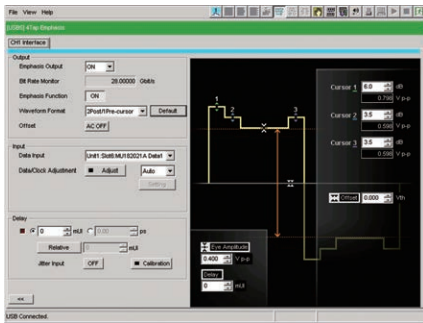 File View Help
[USB5] 4Tap Emphasis
CH1 Interface
Output
Emphasis Output ON
Bit Rate Monitor 28.00000 Gbit/s
Emphasis Function ON
Waveform Format 2Post/1Pre-cursor Default
Offset AC OFF
Input
Data Input Unit1:Slot6:MU182021A Data1
Data/Clock Adjustment Adjust Auto
Setting
Delay
0 mUI 0.00 ps
Relative 0 mUI
Jitter Input OFF Calibration
<<
1
2
3
Cursor 1 6.0 dB
0.798 V p-p
Cursor 2 3.5 dB
0.598 V p-p
Cursor 3 3.5 dB
0.598 V p-p
Offset 0.000 Vth
Eye Amplitude
0.400 V p-p
Delay
0 mUI
USB Connected.